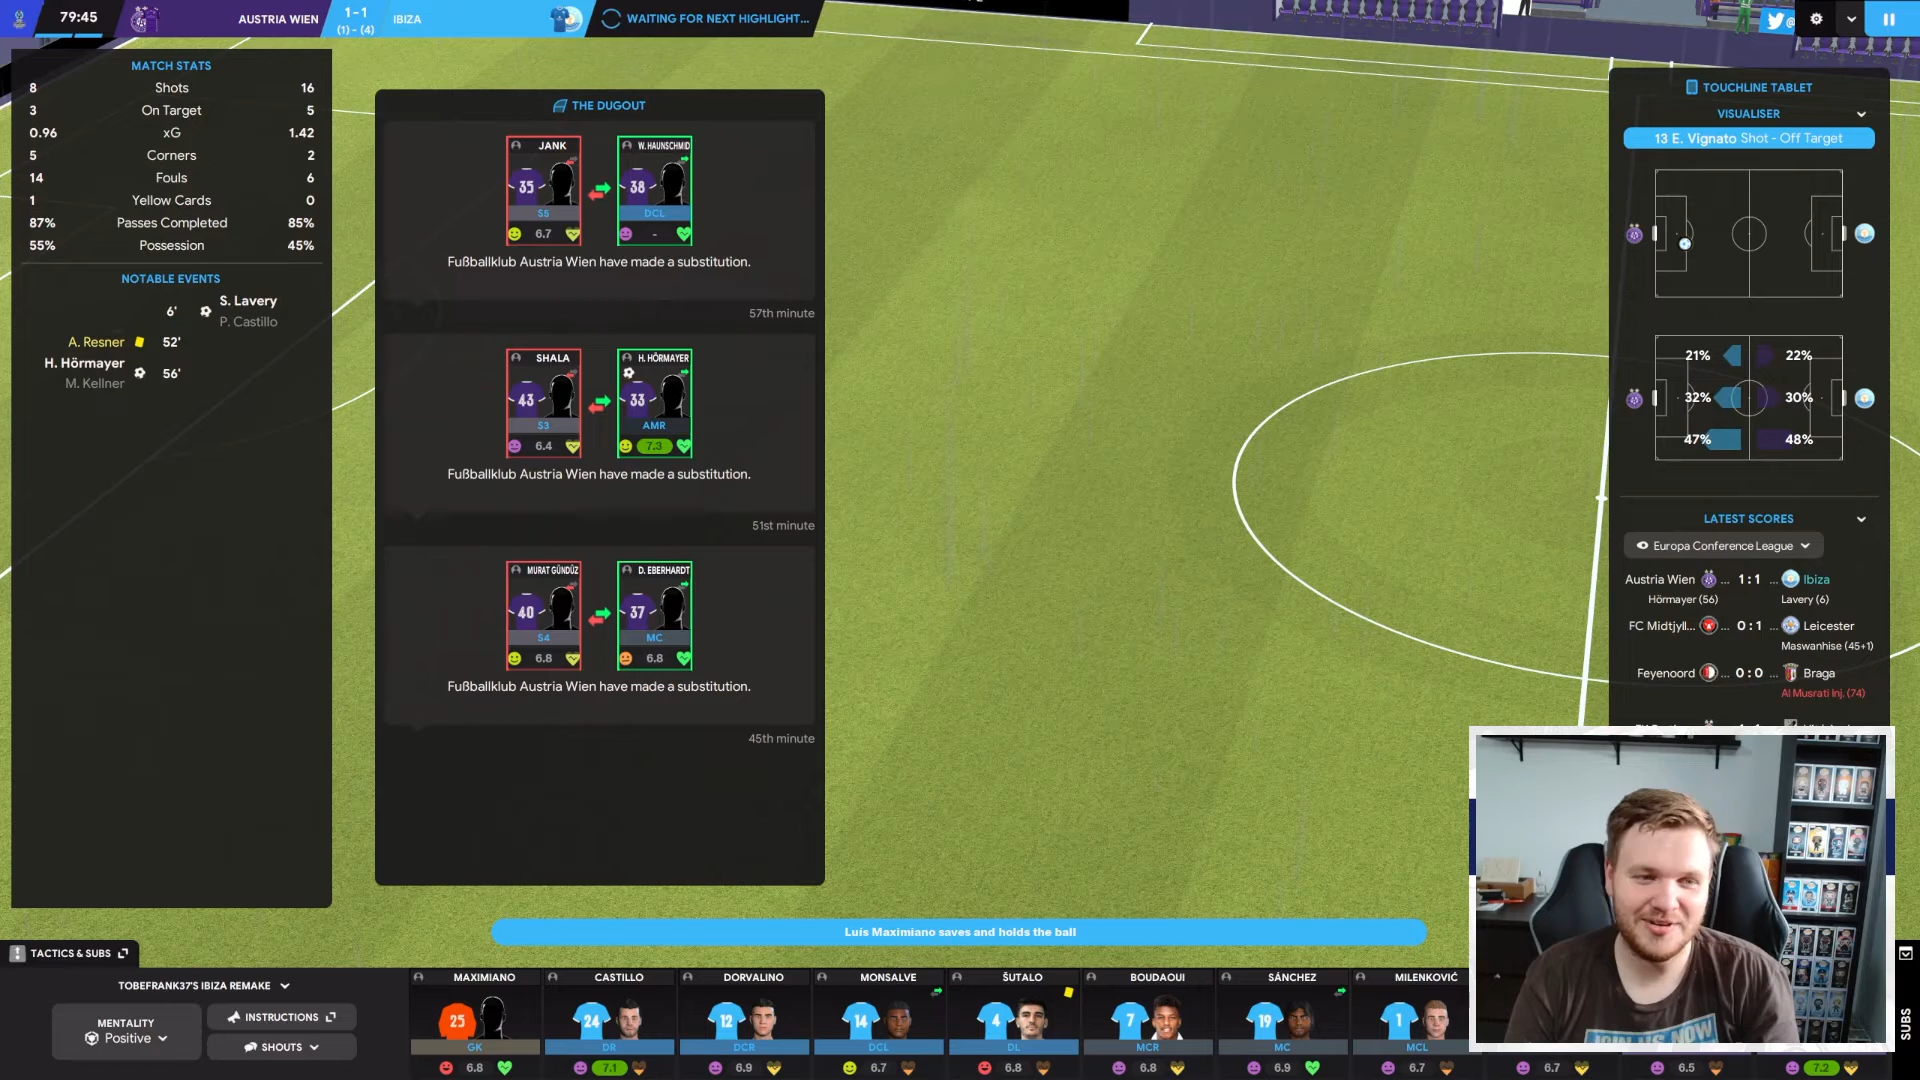 79:45
AUSTRIA WIEN
1-1
(1) - (4)
IBIZA
WAITING FOR NEXT HIGHLIGHT...
MATCH STATS
8 Shots 16
3 On Target 5
0.96 xG 1.42
5 Corners 2
14 Fouls 6
1 Yellow Cards 0
87% Passes Completed 85%
55% Possession 45%
NOTABLE EVENTS
6' S. Lavery
P. Castillo
A. Resner 52'
H. Hörmayer 56'
M. Kellner
THE DUGOUT
JANK W. HAUNSCHMID
35 38
S5 DCL
6.7 -
Fußballklub Austria Wien have made a substitution.
57th minute
SHALA H. HÖRMAYER
43 33
S3 AMR
6.4 7.3
Fußballklub Austria Wien have made a substitution.
51st minute
MURAT GÜNDÜZ D. EBERHARDT
40 37
S4 MC
6.8 6.8
Fußballklub Austria Wien have made a substitution.
45th minute
TOUCHLINE TABLET
VISUALISER
13 E. Vignato Shot - Off Target
21% 22%
32% 30%
47% 48%
LATEST SCORES
Europa Conference League
Austria Wien ... 1 : 1 ... Ibiza
Hörmayer (56) Lavery (6)
FC Midtjyll... ... 0 : 1 ... Leicester
Maswanhise (45+1)
Feyenoord ... 0 : 0 ... Braga
Al Musrati Inj. (74)
Luís Maximiano saves and holds the ball
TACTICS & SUBS
TOBEFRANK37'S IBIZA REMAKE
MENTALITY
Positive
INSTRUCTIONS
SHOUTS
MAXIMIANO CASTILLO DORVALINO MONSALVE ŠUTALO BOUDAOUI SÁNCHEZ MILENKOVIĆ
25 24 12 14 4 7 19 1
GK DR DCR DCL DL MCR MC MCL
6.8 7.1 6.9 6.7 6.8 6.8 6.9 6.7 6.7 6.5 7.2
SUBS
JOIN US NOW